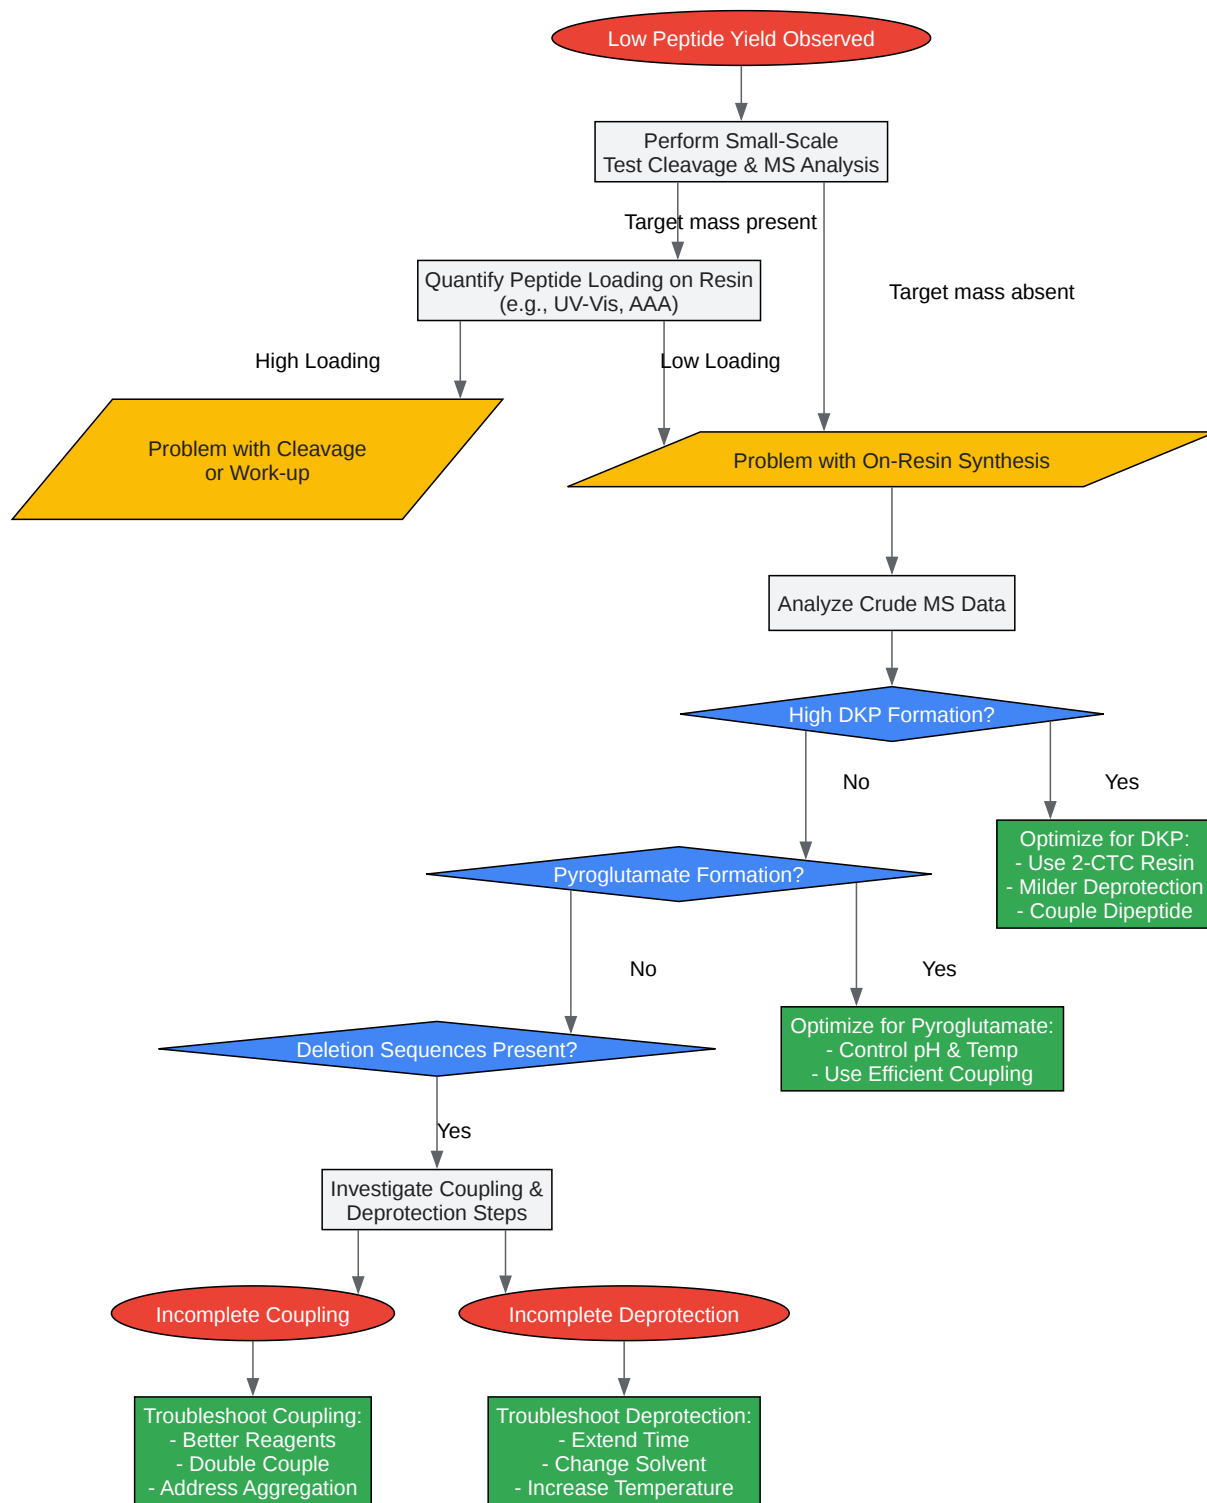 Low Peptide Yield Observed
Perform Small-Scale
Test Cleavage & MS Analysis
Target mass present
Quantify Peptide Loading on Resin
(e.g., UV-Vis, AAA)
Target mass absent
High Loading
Low Loading
Problem with Cleavage
or Work-up
Problem with On-Resin Synthesis
Analyze Crude MS Data
High DKP Formation?
No
Yes
Optimize for DKP:
- Use 2-CTC Resin
- Milder Deprotection
- Couple Dipeptide
Pyroglutamate Formation?
No
Yes
Optimize for Pyroglutamate:
- Control pH & Temp
- Use Efficient Coupling
Deletion Sequences Present?
Yes
Investigate Coupling &
Deprotection Steps
Incomplete Coupling
Incomplete Deprotection
Troubleshoot Coupling:
- Better Reagents
- Double Couple
- Address Aggregation
Troubleshoot Deprotection:
- Extend Time
- Change Solvent
- Increase Temperature